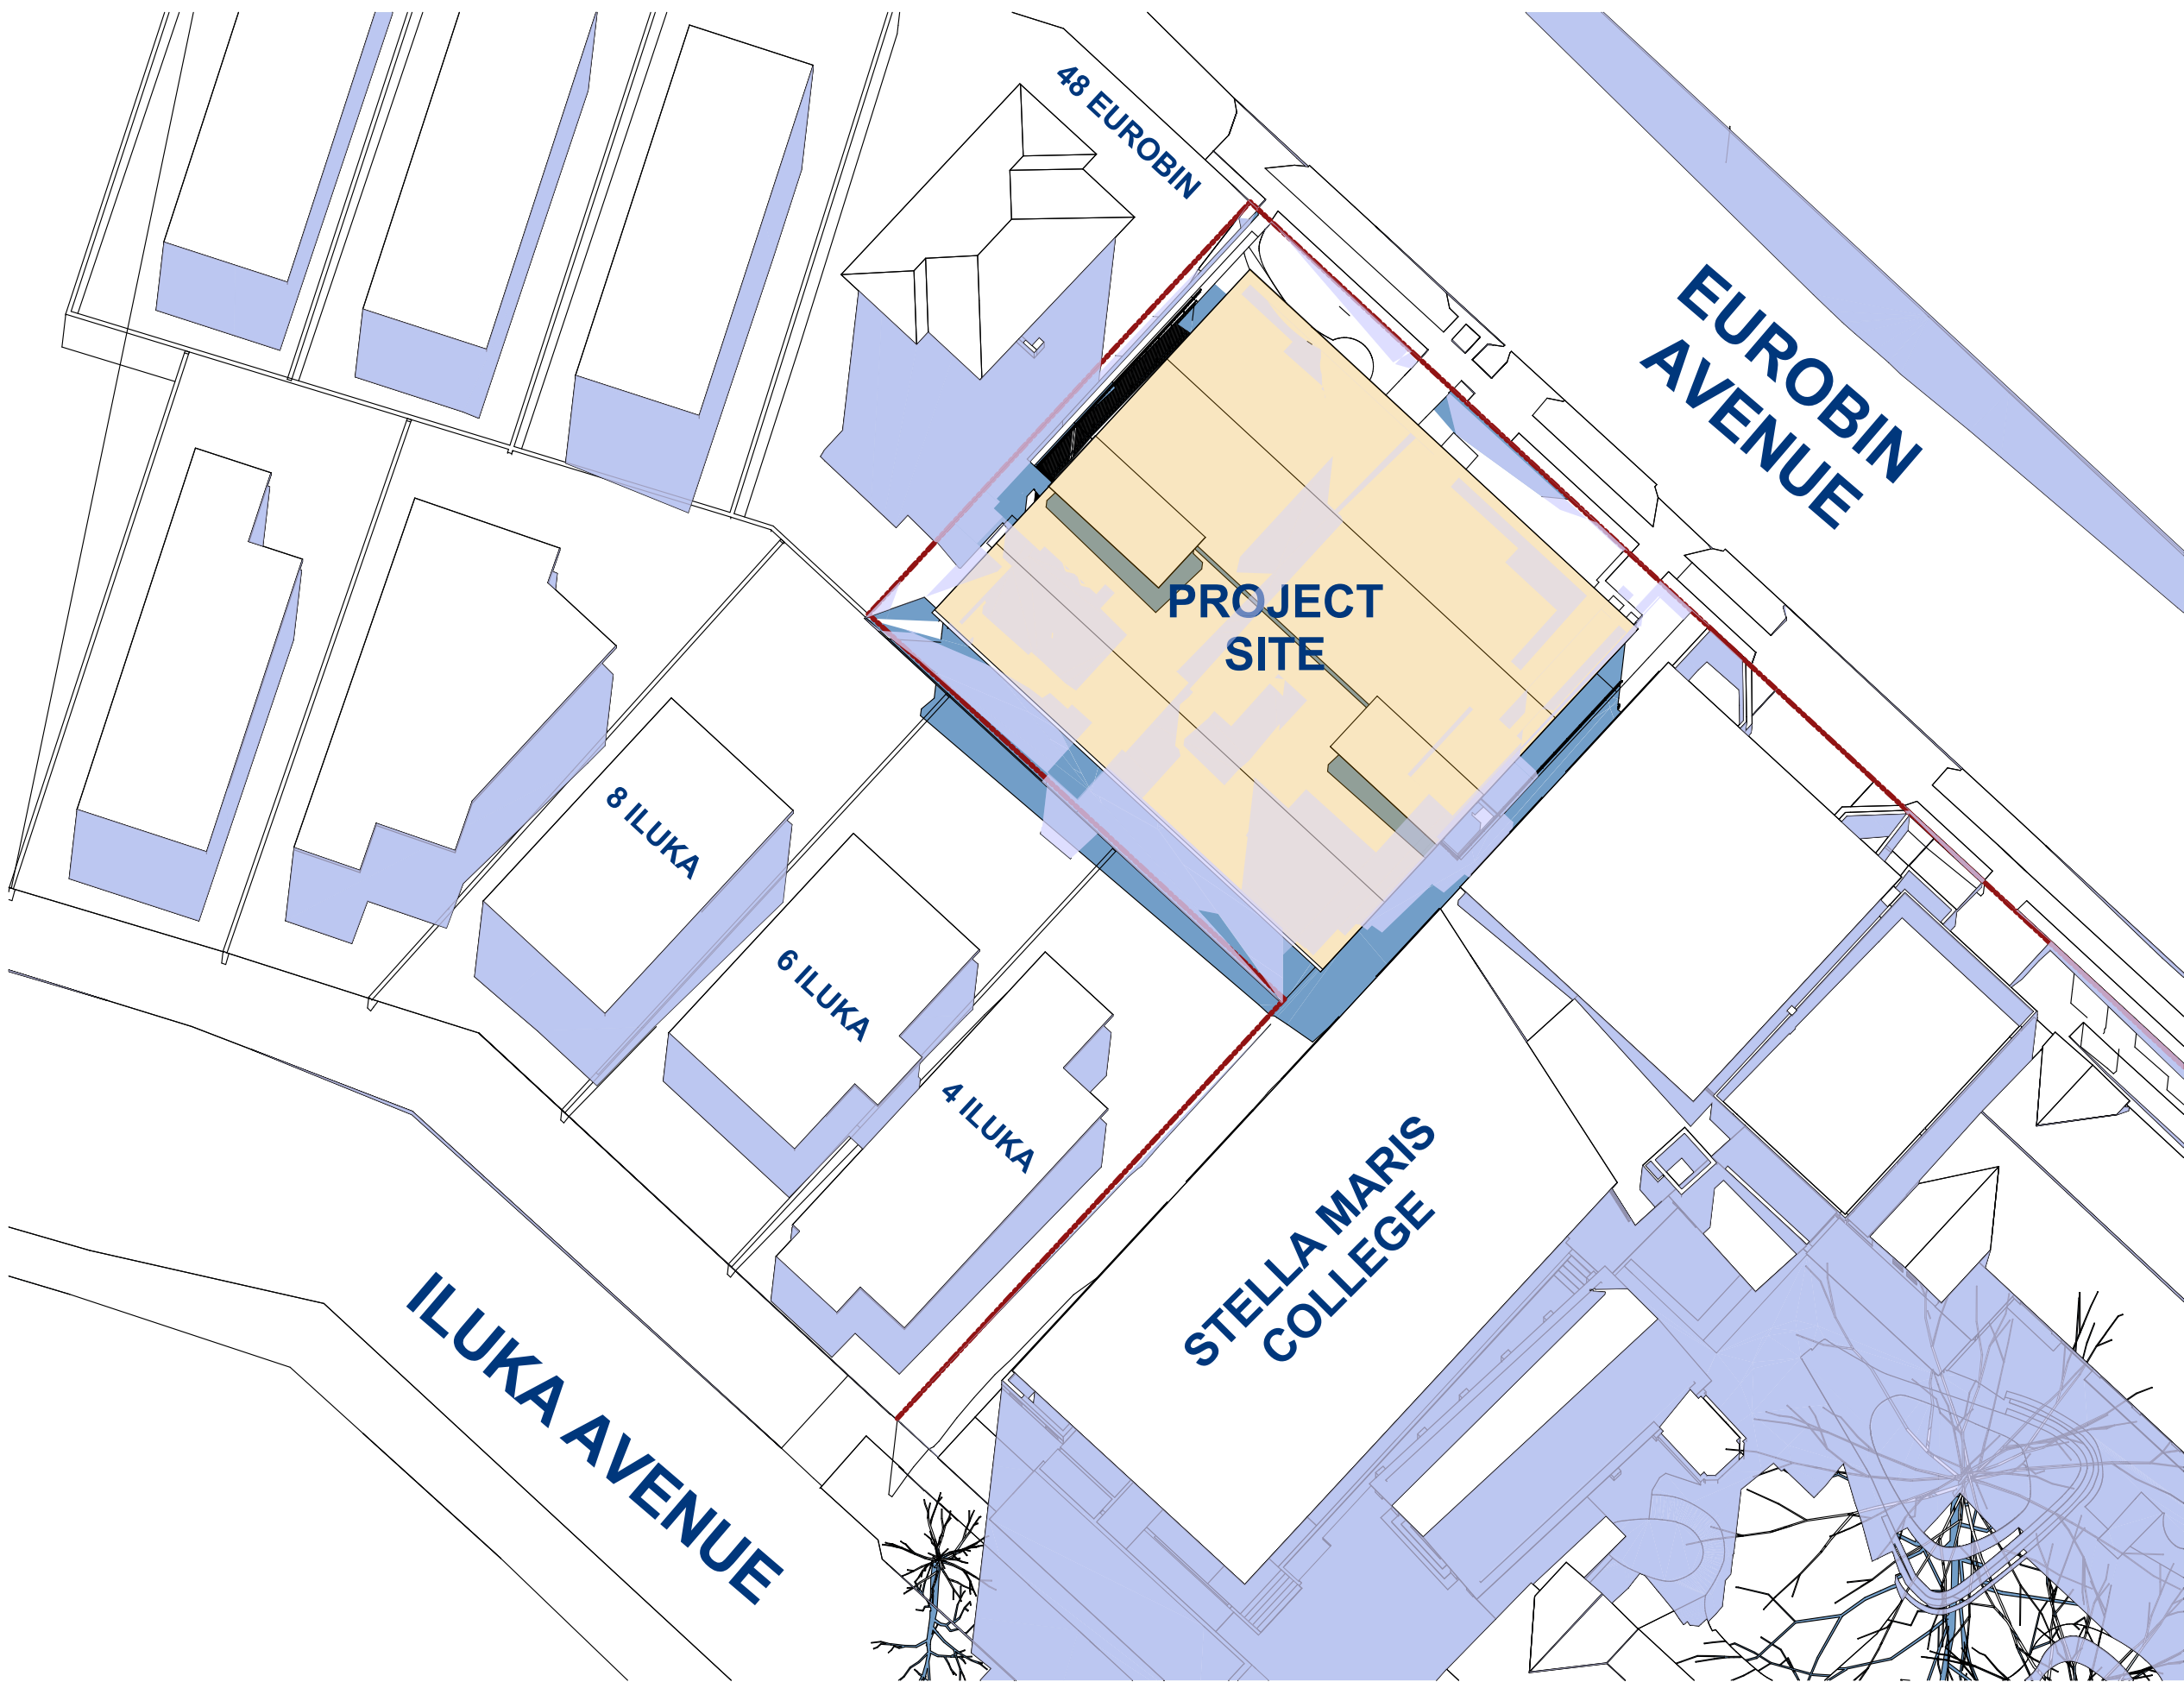 48 EUROBIN
EUROBIN
AVENUE
PROJECT
SITE
8 ILUKA
6 ILUKA
4 ILUKA
STELLA MARIS
COLLEGE
ILUKA AVENUE